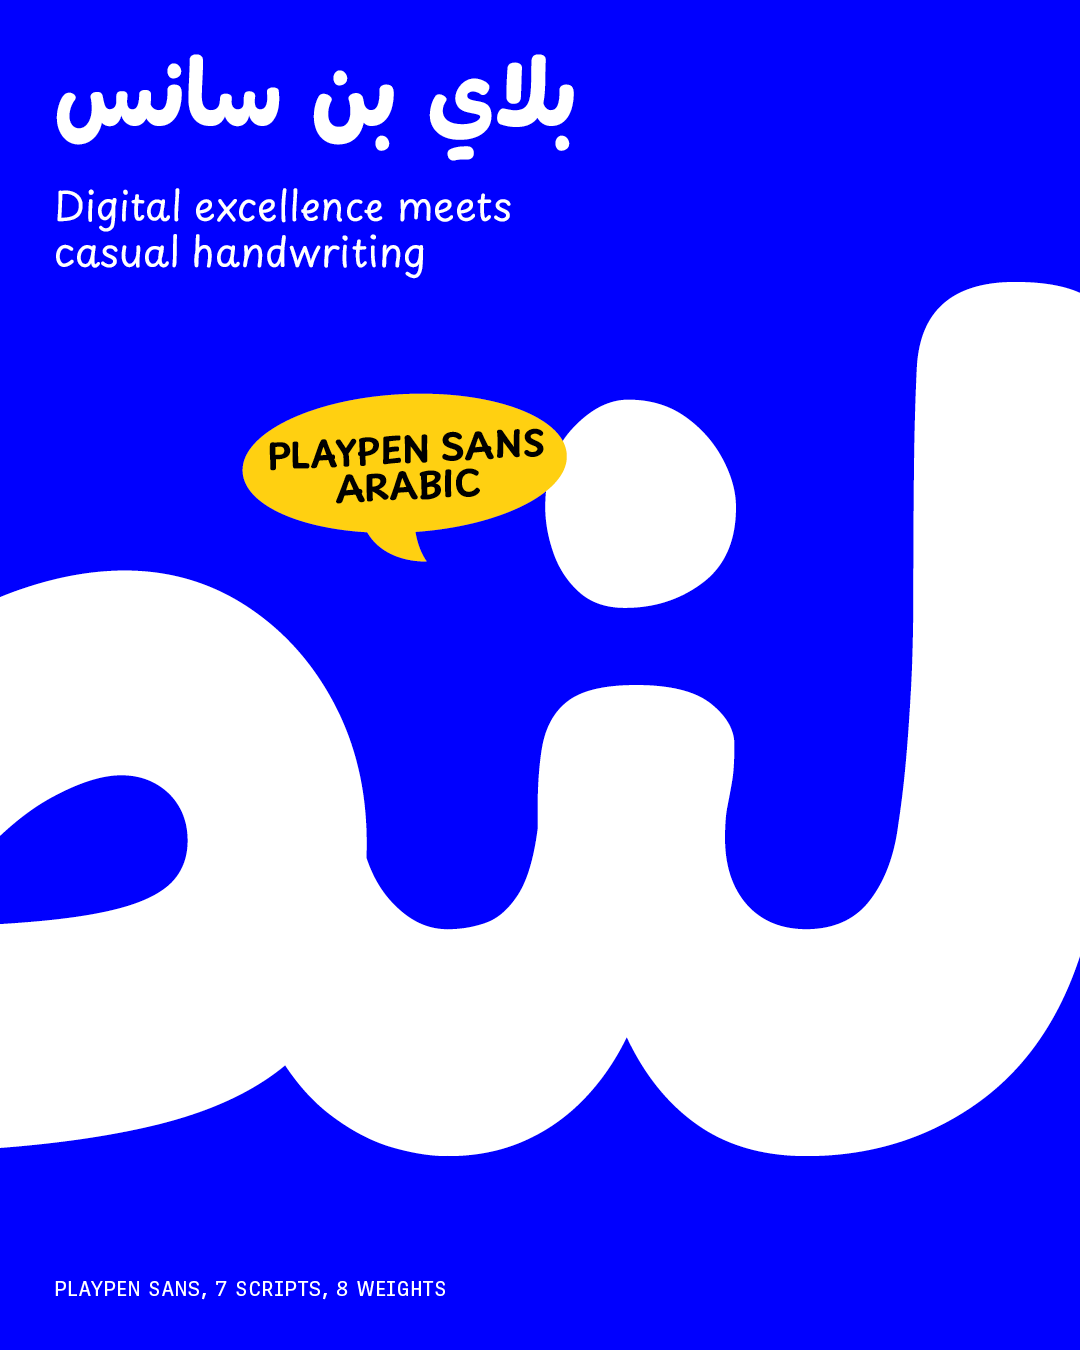 بلاي بن سانس
Digital excellence meets
casual handwriting
PLAYPEN SANS
ARABIC
PLAYPEN SANS, 7 SCRIPTS, 8 WEIGHTS